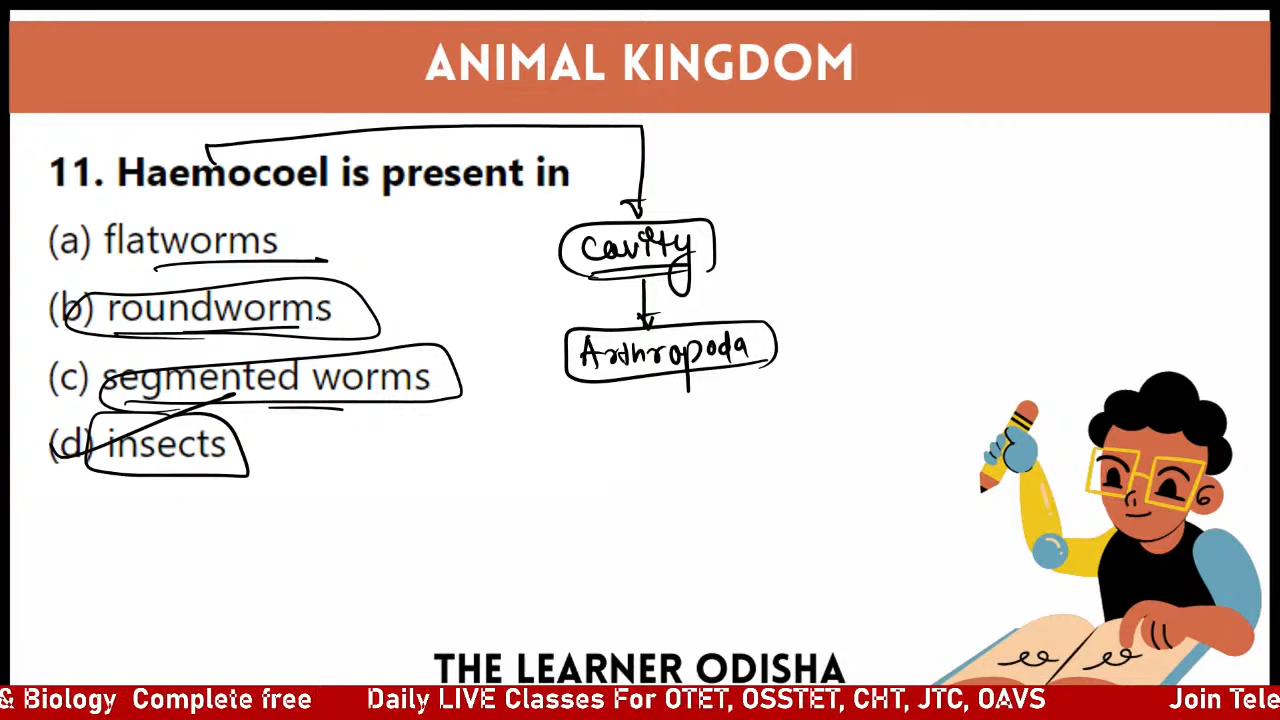 ANIMAL KINGDOM
11. Haemocoel is present in
(a) flatworms
(b) roundworms
(c) segmented worms
(d) insects
cavity
Arthropoda
THE LEARNER ODISHA
& Biology Complete free Daily LIVE Classes For OTET, OSSTET, CHT, JTC, OAVS Join Tele